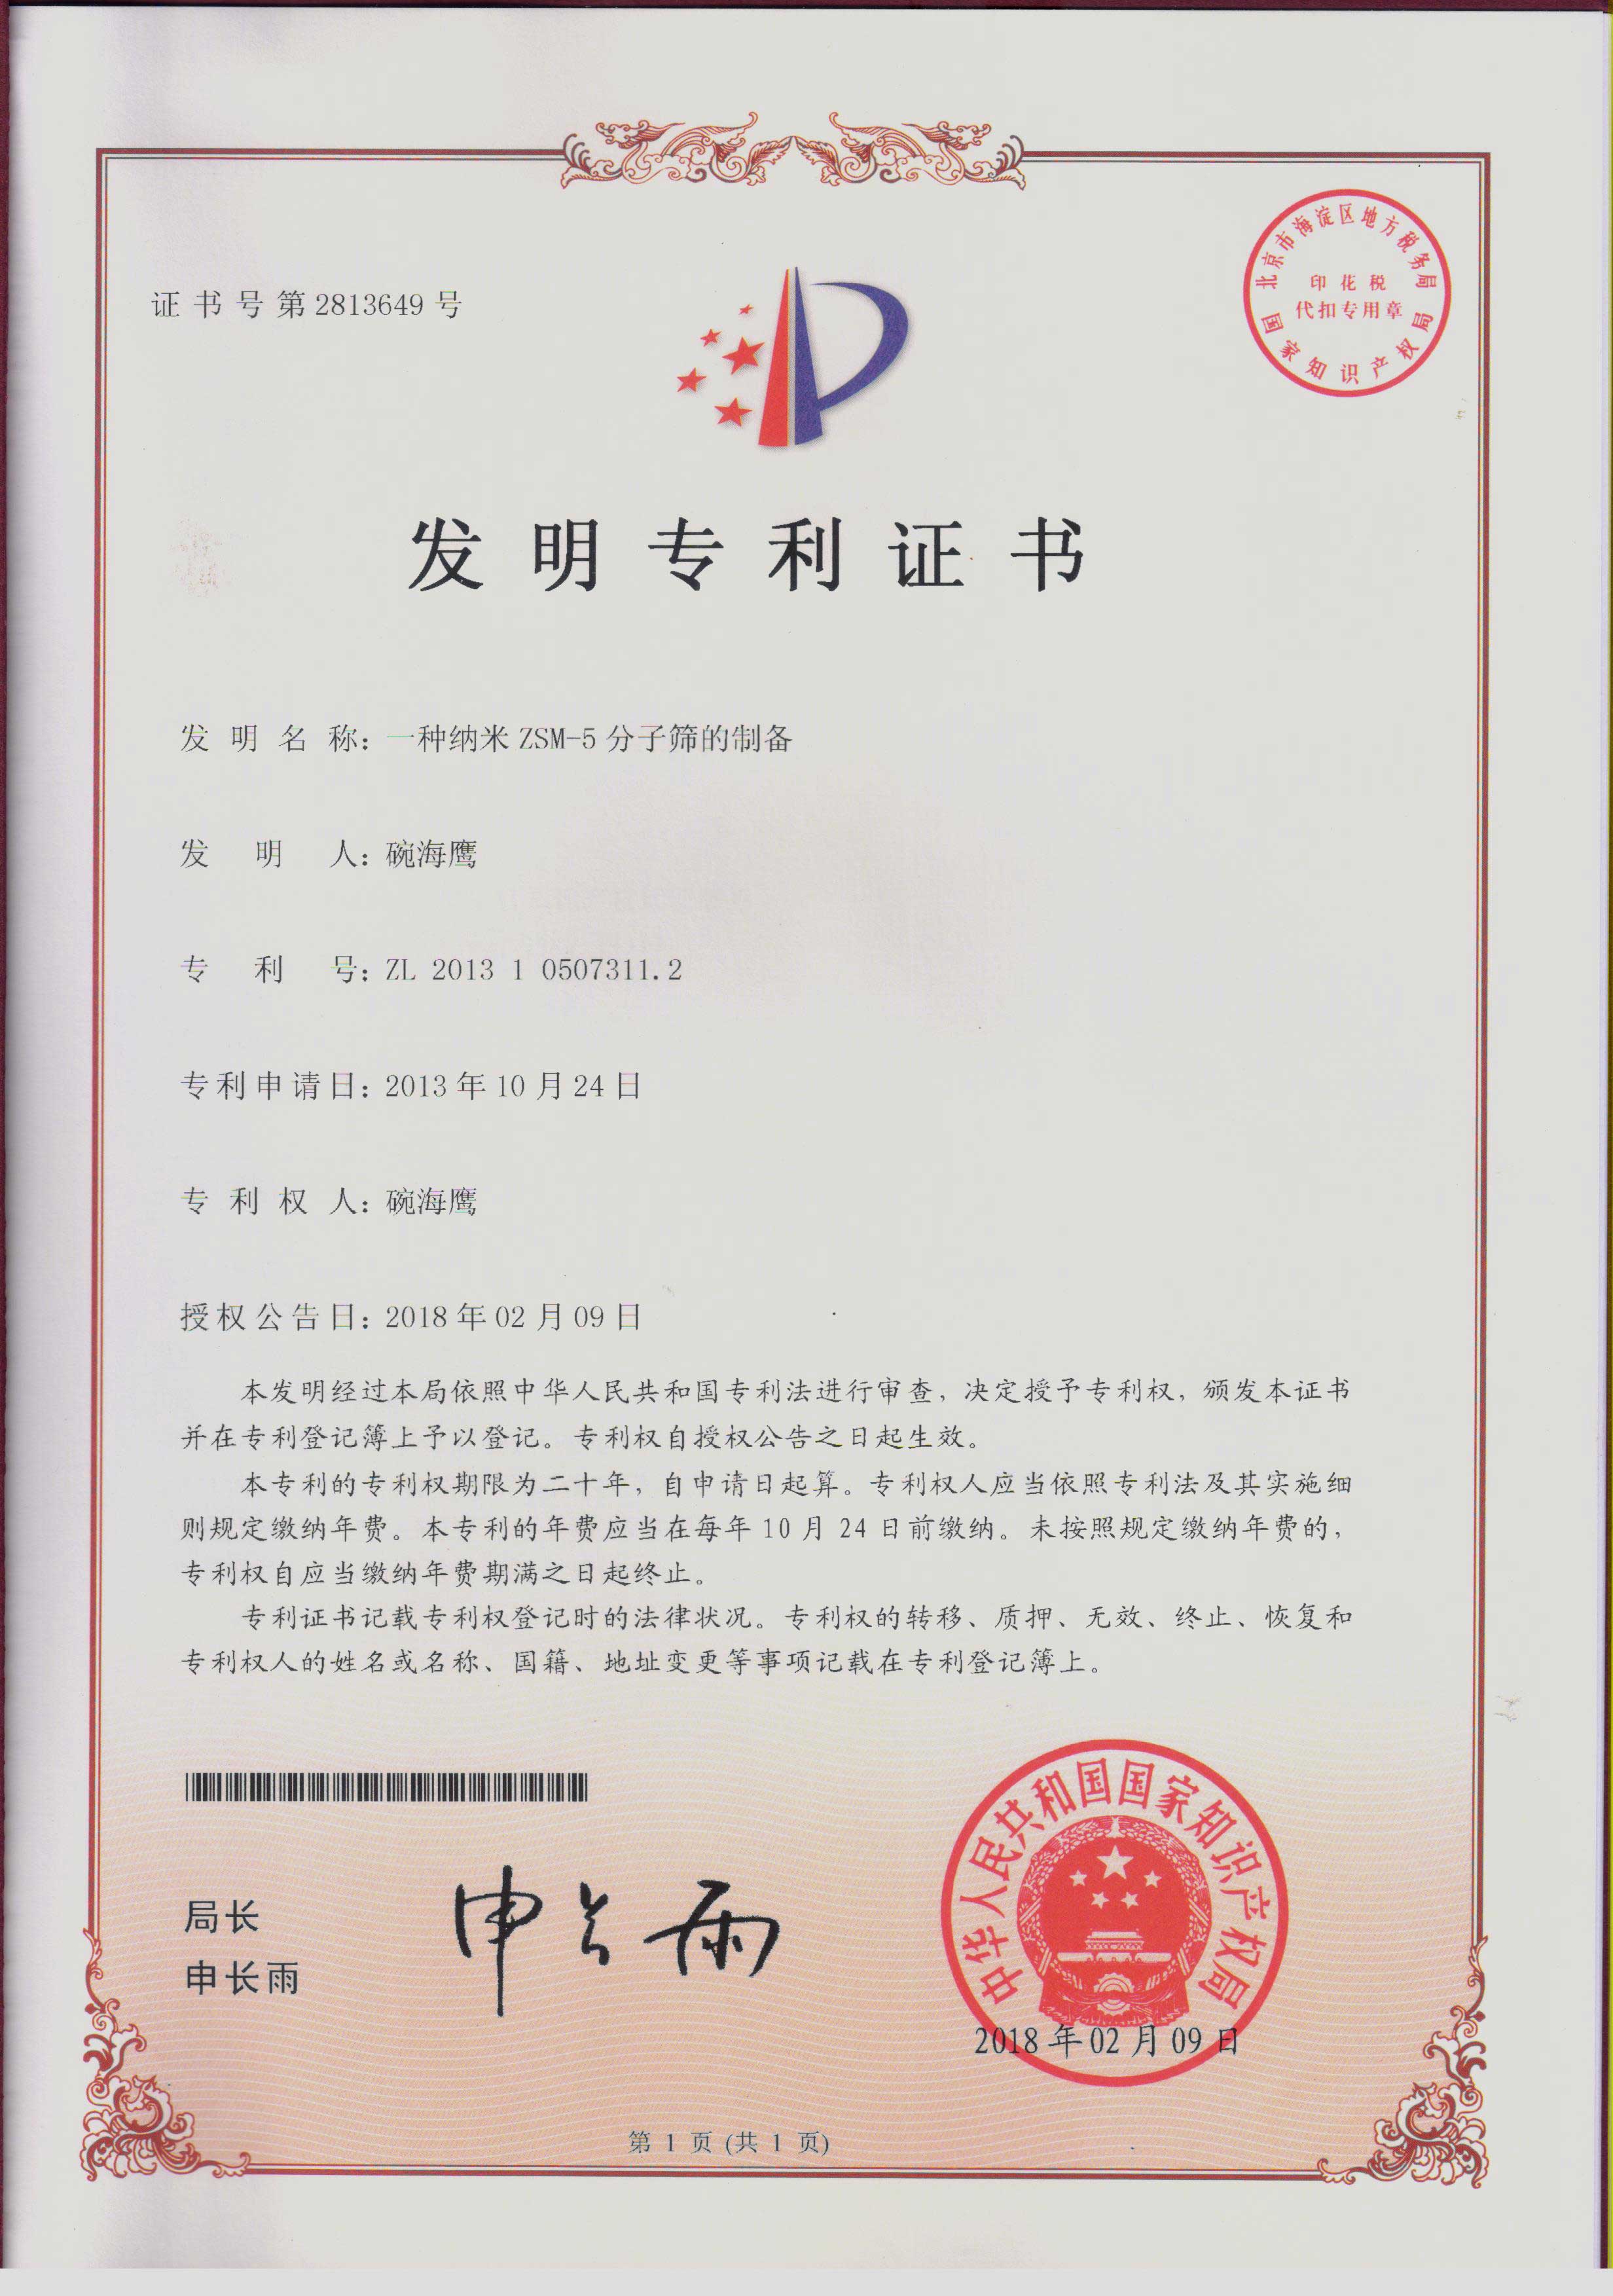 证书号第2813649号
北京市海淀区地方税务局
印花税
代扣专用章
国家知识产权局
发明专利证书
发明名称：一种纳米ZSM-5分子筛的制备
发明人：碗海鹰
专利号：ZL 2013 1 0507311.2
专利申请日：2013年10月24日
专利权人：碗海鹰
授权公告日：2018年02月09日
本发明经过本局依照中华人民共和国专利法进行审查，决定授予专利权，颁发本证书
并在专利登记簿上予以登记。专利权自授权公告之日起生效。
本专利的专利权期限为二十年，自申请日起算。专利权人应当依照专利法及其实施细
则规定缴纳年费。本专利的年费应当在每年10月24日前缴纳。未按照规定缴纳年费的，
专利权自应当缴纳年费期满之日起终止。
专利证书记载专利权登记时的法律状况。专利权的转移、质押、无效、终止、恢复和
专利权人的姓名或名称、国籍、地址变更等事项记载在专利登记簿上。
局长
申长雨
申长雨
中华人民共和国国家知识产权局
2018年02月09日
第 1 页 (共 1 页)